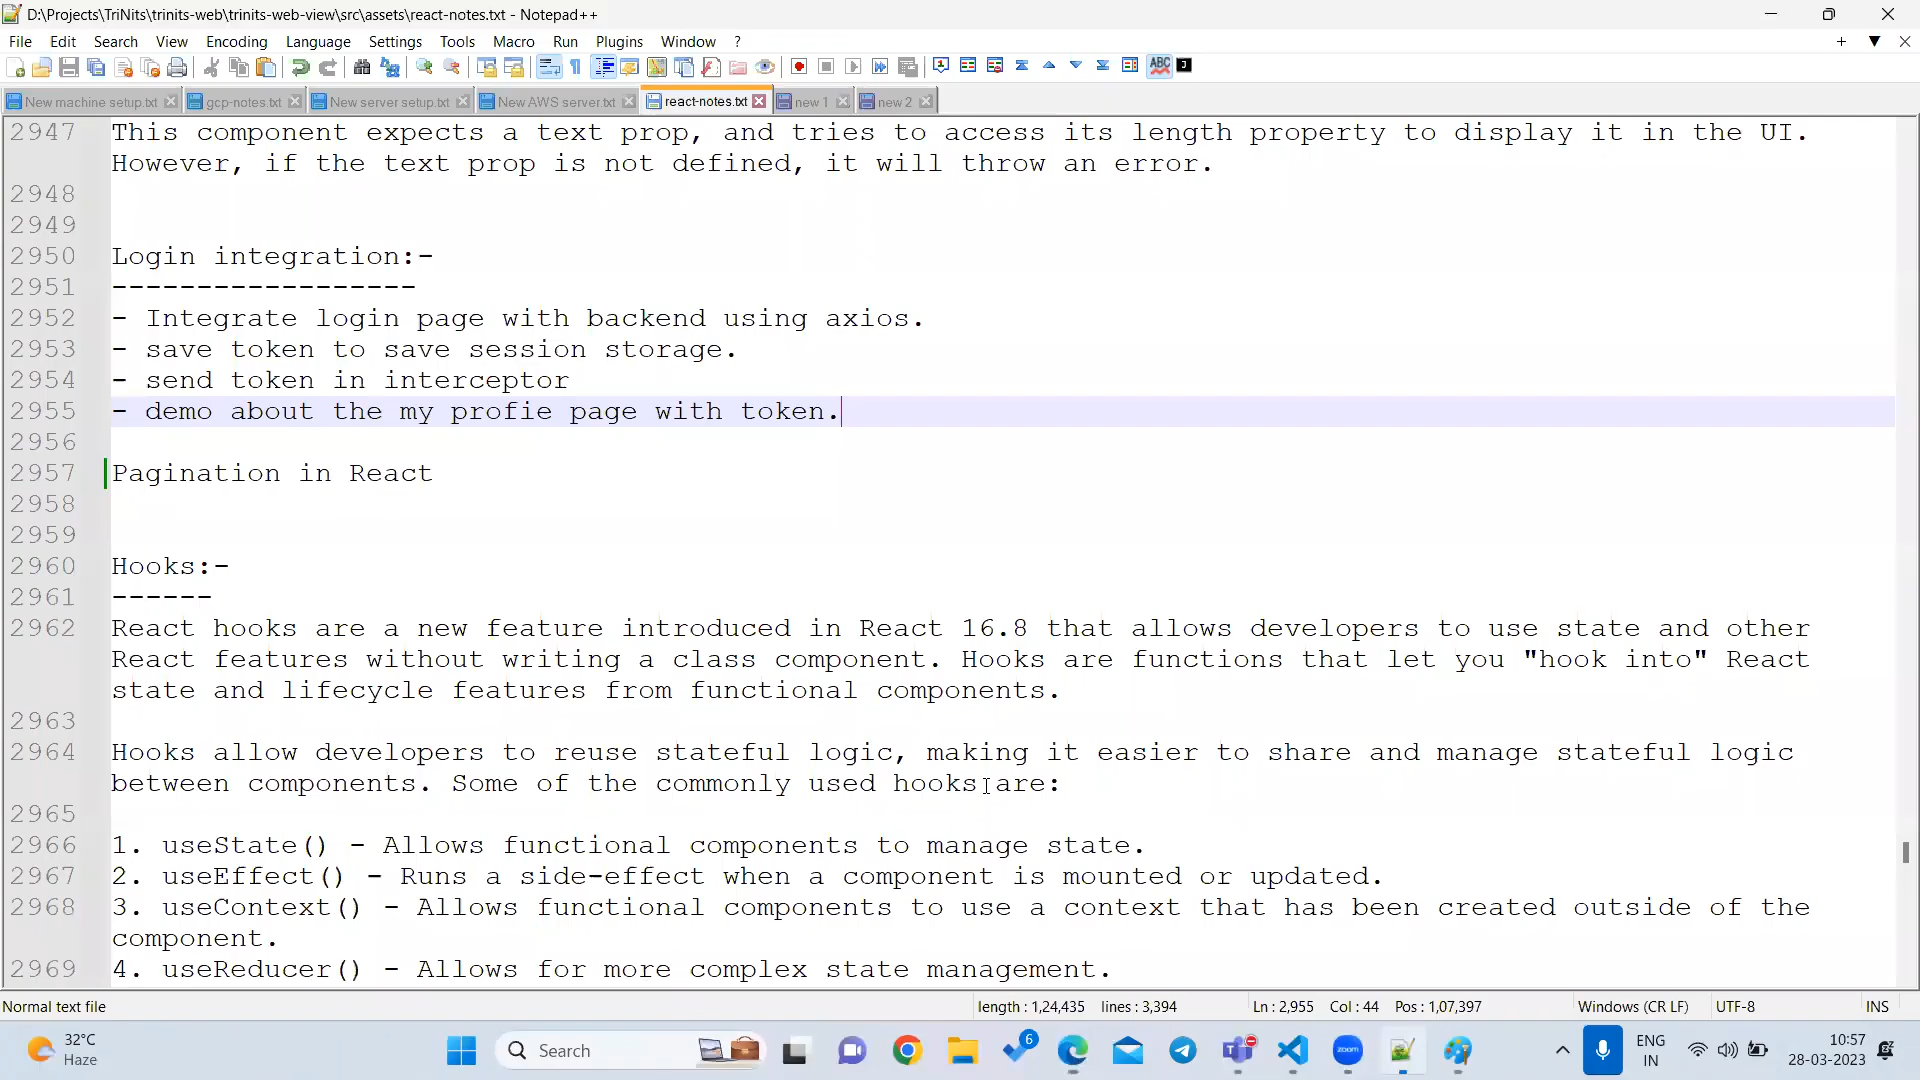 D:\Projects\TriNits\trinits-web\trinits-web-view\src\assets\react-notes.txt - Notepad++
File Edit Search View Encoding Language Settings Tools Macro Run Plugins Window ?
New machine setup.txt gcp-notes.txt New server setup.txt New AWS server.txt react-notes.txt new 1 new 2
2947 This component expects a text prop, and tries to access its length property to display it in the UI.
However, if the text prop is not defined, it will throw an error.
2948
2949
2950 Login integration:-
2951 ------------------
2952 - Integrate login page with backend using axios.
2953 - save token to save session storage.
2954 - send token in interceptor
2955 - demo about the my profie page with token.
2956
2957 Pagination in React
2958
2959
2960 Hooks:-
2961 ------
2962 React hooks are a new feature introduced in React 16.8 that allows developers to use state and other
React features without writing a class component. Hooks are functions that let you "hook into" React
state and lifecycle features from functional components.
2963
2964 Hooks allow developers to reuse stateful logic, making it easier to share and manage stateful logic
between components. Some of the commonly used hooks are:
2965
2966 1. useState() - Allows functional components to manage state.
2967 2. useEffect() - Runs a side-effect when a component is mounted or updated.
2968 3. useContext() - Allows functional components to use a context that has been created outside of the
component.
2969 4. useReducer() - Allows for more complex state management.
Normal text file length : 1,24,435 lines : 3,394 Ln : 2,955 Col : 44 Pos : 1,07,397 Windows (CR LF) UTF-8 INS
32°C
Haze
Search
6
zoom
ENG
IN
10:57
28-03-2023